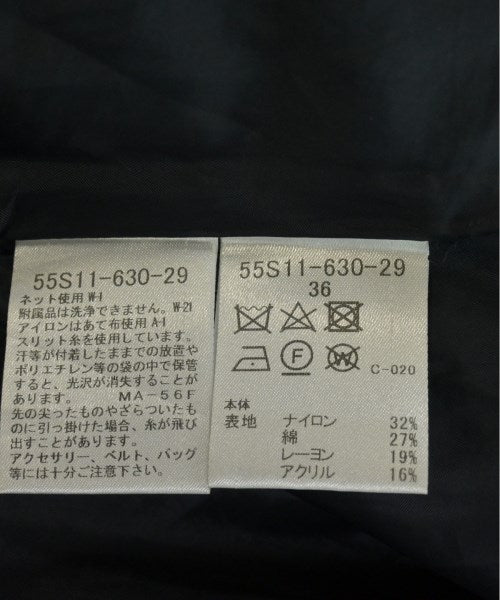 55S11-630-29
ネット使用 W-1
附属品は洗浄できません。W-21
アイロンはあて布使用 A-1
スリット糸を使用しています。
汗等が付着したままでの放置や
ポリエチレン等の袋の中で保管
すると、光沢が消失することが
あります。 MA-56F
先の尖ったものやざらついたも
のに引っ掛けた場合、糸が飛び
出すことがあります。
アクセサリー、ベルト、バッグ
等には十分ご注意下さい。
55S11-630-29
36
F W C-020
本体
表地 ナイロン 32%
綿 27%
レーヨン 19%
アクリル 16%